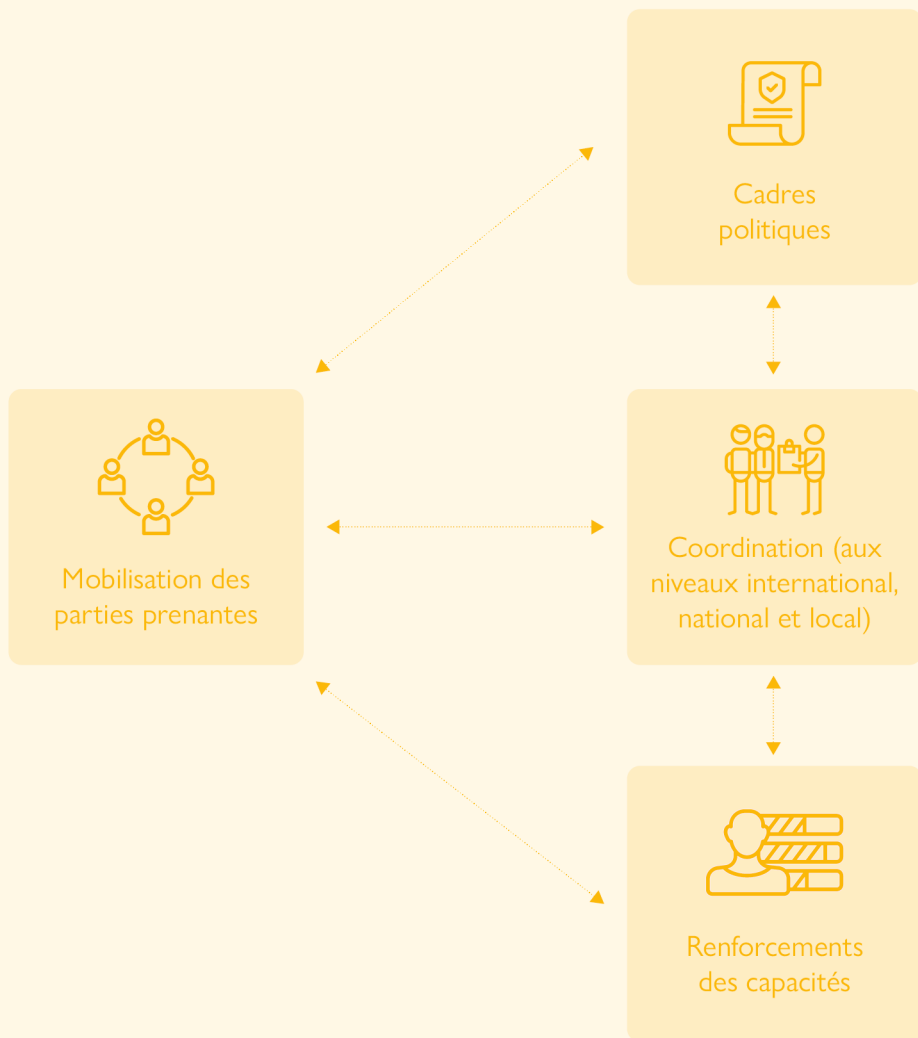 Cadres
politiques
Mobilisation des
parties prenantes
Coordination (aux
niveaux international,
national et local)
Renforcements
des capacités